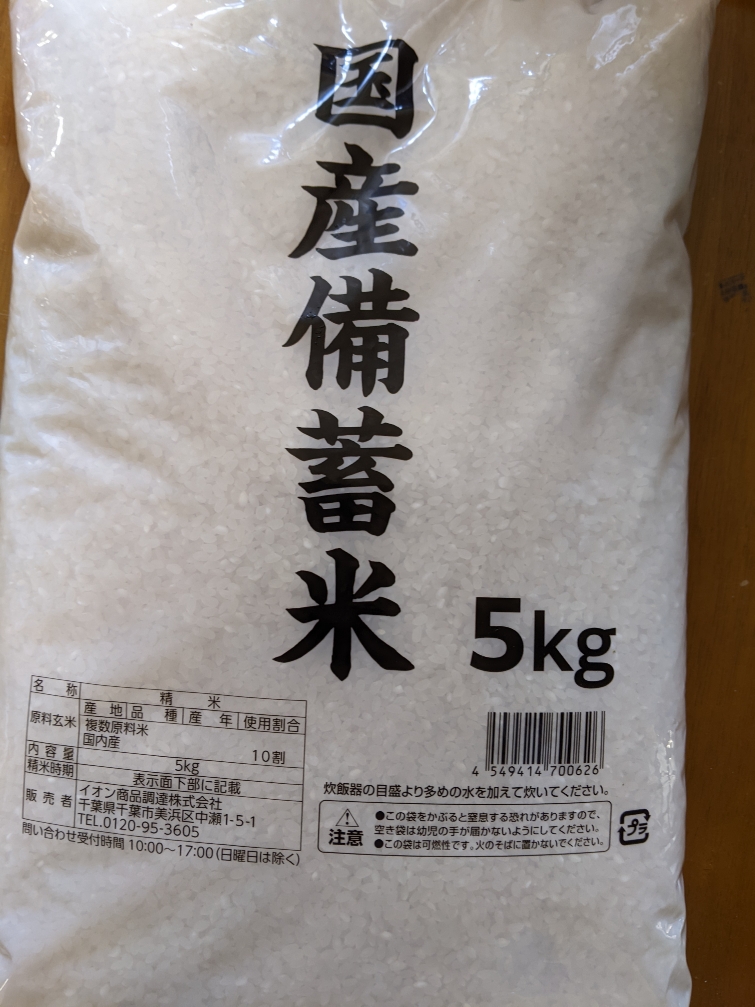 国産備蓄米
5kg
名称 精米
原料玄米 産地 品種 産年 使用割合
複数原料米
国内産 10割
内容量 5kg
精米時期 表示面下部に記載
販売者 イオン商品調達株式会社
千葉県千葉市美浜区中瀬1-5-1
TEL.0120-95-3605
問い合わせ受付時間 10:00～17:00(日曜日は除く)
4 549414 700626
炊飯器の目盛より多めの水を加えて炊いてください。
注意
●この袋をかぶると窒息する恐れがありますので、
空き袋は幼児の手が届かないようにしてください。
●この袋は可燃性です。火のそばに置かないでください。
プラ